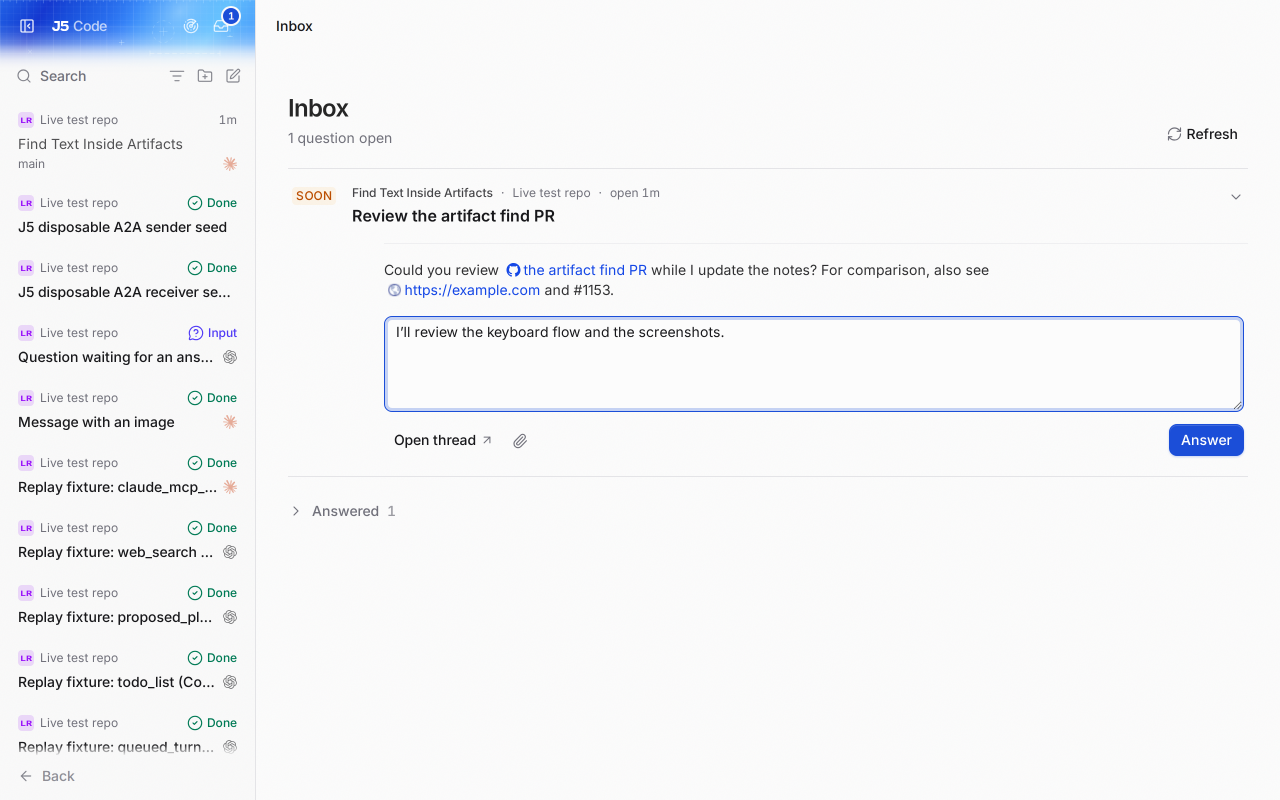 J5 Code
1
Search
LR Live test repo 1m
Find Text Inside Artifacts
main
LR Live test repo Done
J5 disposable A2A sender seed
LR Live test repo Done
J5 disposable A2A receiver se...
LR Live test repo Input
Question waiting for an ans...
LR Live test repo Done
Message with an image
LR Live test repo Done
Replay fixture: claude_mcp_...
LR Live test repo Done
Replay fixture: web_search ...
LR Live test repo Done
Replay fixture: proposed_pl...
LR Live test repo Done
Replay fixture: todo_list (Co...
LR Live test repo Done
Replay fixture: queued_turn...
Back
Inbox
Inbox
1 question open
Refresh
SOON
Find Text Inside Artifacts · Live test repo · open 1m
Review the artifact find PR
Could you review the artifact find PR while I update the notes? For comparison, also see
https://example.com and #1153.
I’ll review the keyboard flow and the screenshots.
Open thread
Answer
Answered 1